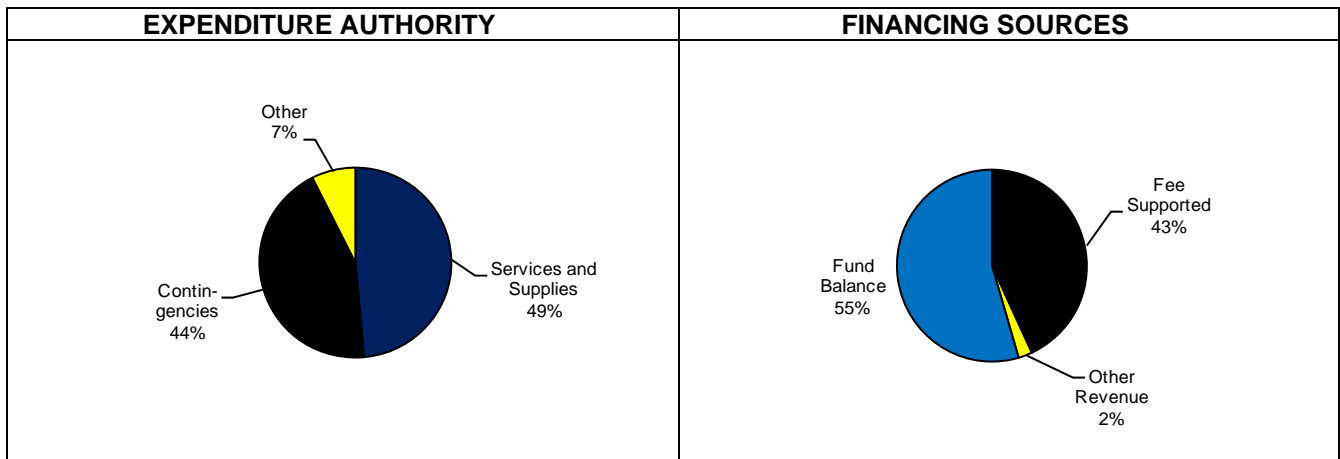 EXPENDITURE AUTHORITY
Other
7%
Contin-
gencies
44%
Services and
Supplies
49%
FINANCING SOURCES
Fee
Supported
43%
Fund
Balance
55%
Other
Revenue
2%